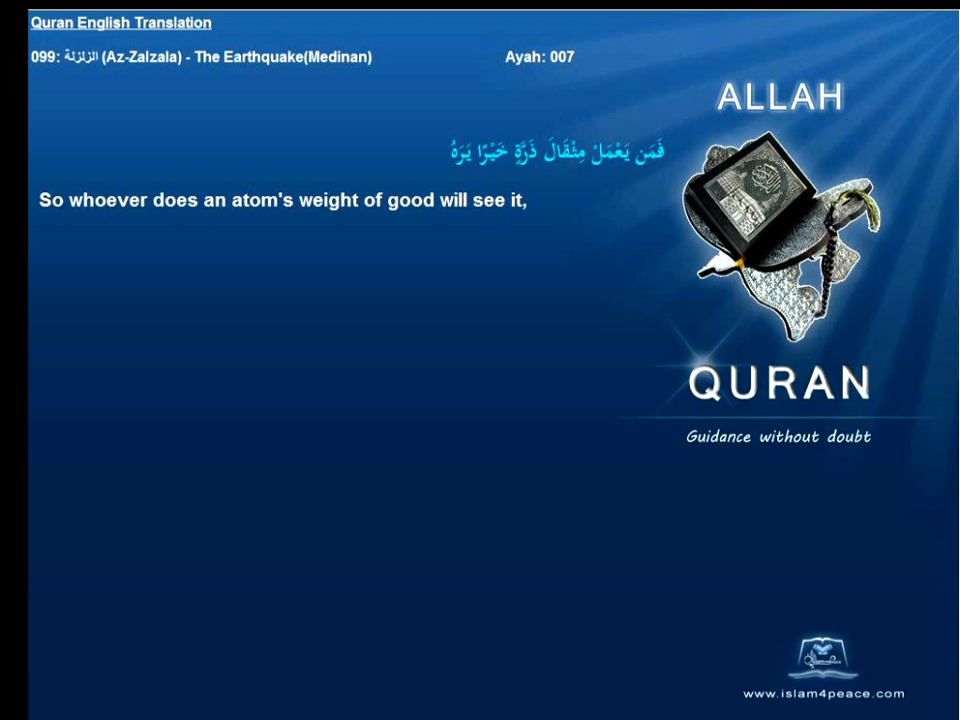 Quran English Translation
099: الزلزلة (Az-Zalzala) - The Earthquake(Medinan) Ayah: 007
ALLAH
فَمَن يَعْمَلْ مِثْقَالَ ذَرَّةٍ خَيْرًا يَرَهُ
So whoever does an atom's weight of good will see it,
QURAN
Guidance without doubt
www.islam4peace.com